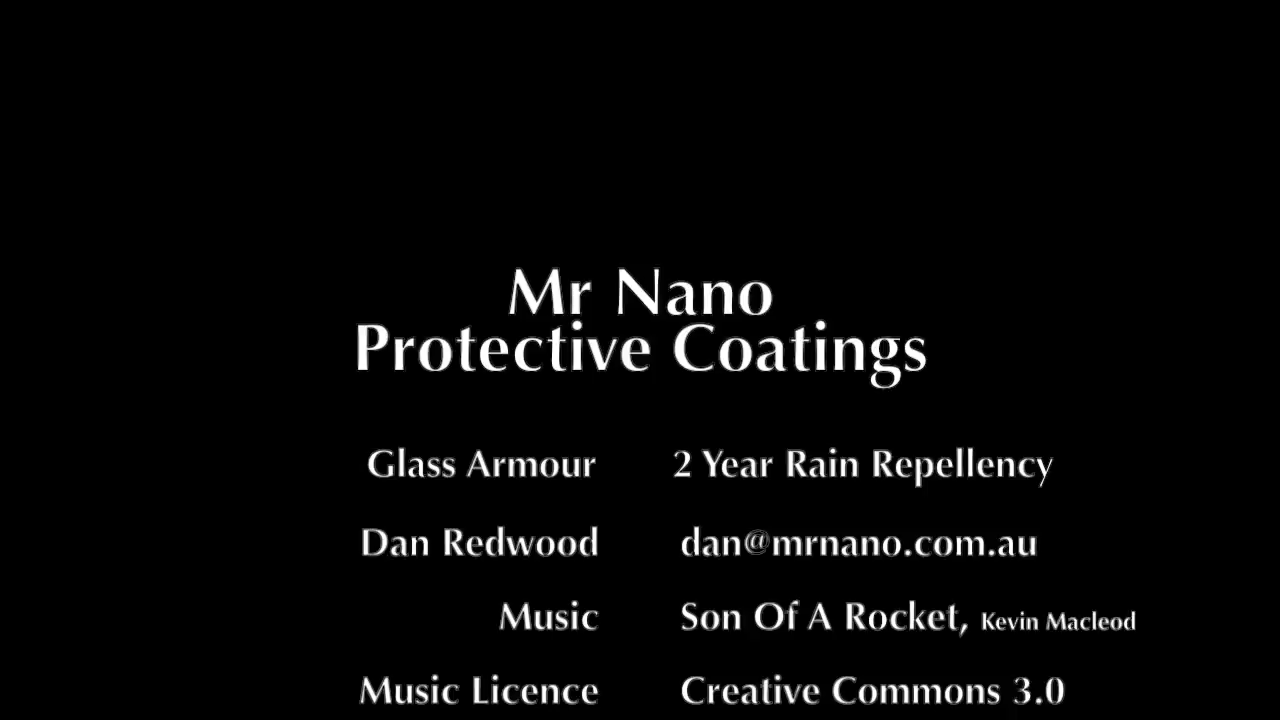 Mr Nano
Protective Coatings
Glass Armour 2 Year Rain Repellency
Dan Redwood dan@mrnano.com.au
Music Son Of A Rocket, Kevin Macleod
Music Licence Creative Commons 3.0